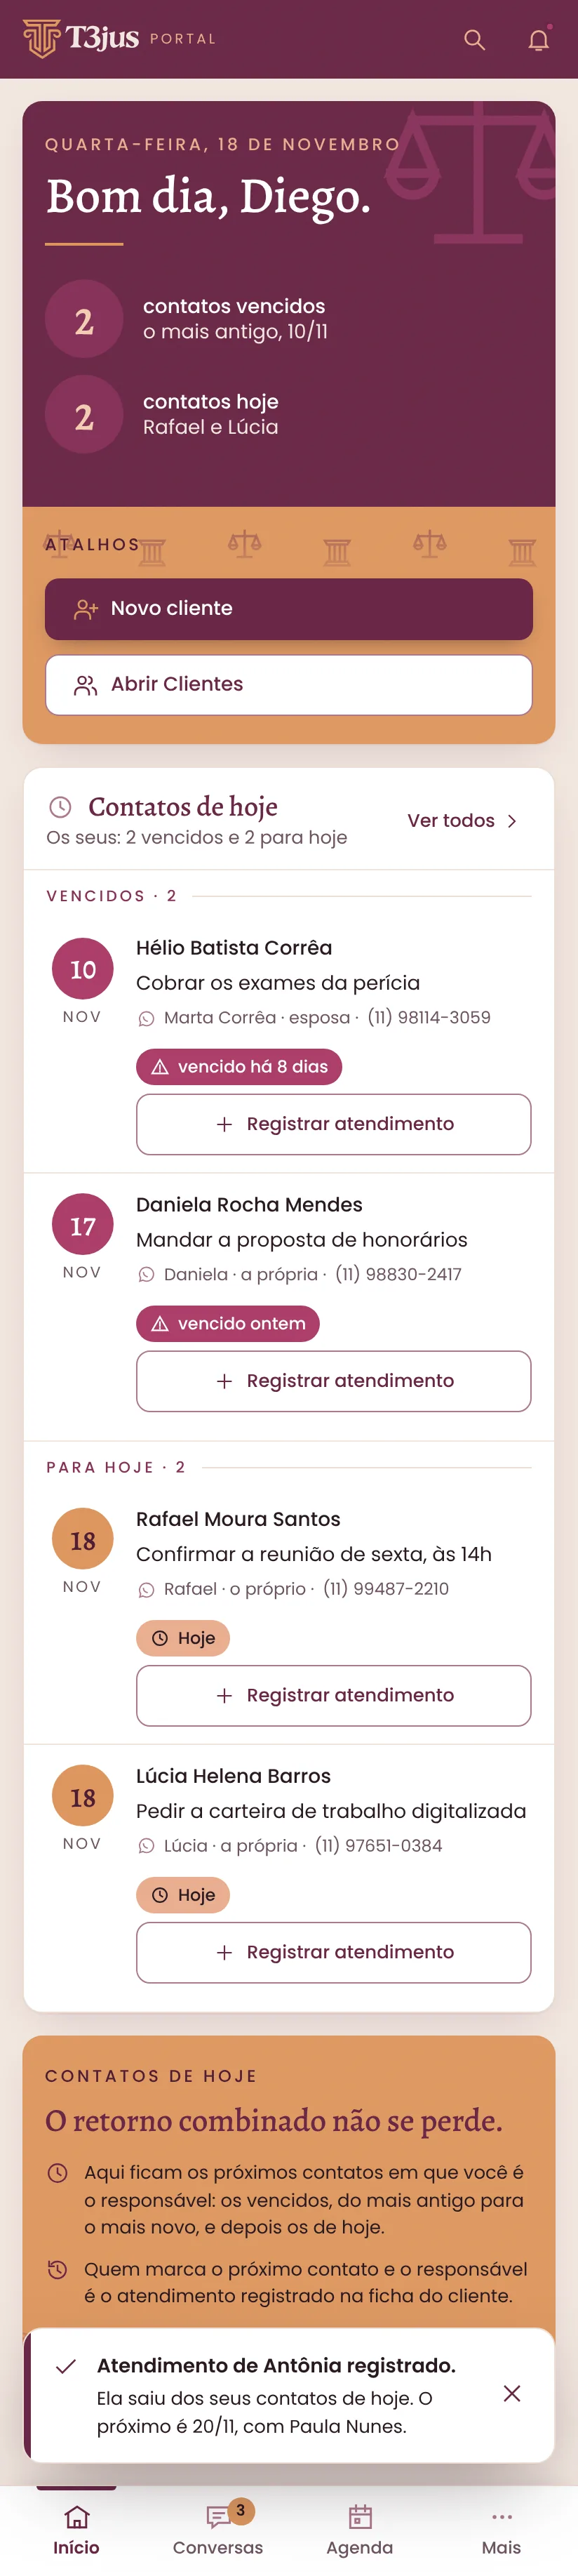 T3jus PORTAL
QUARTA-FEIRA, 18 DE NOVEMBRO
Bom dia, Diego.
2
contatos vencidos
o mais antigo, 10/11
2
contatos hoje
Rafael e Lúcia
ATALHOS
Novo cliente
Abrir Clientes
Contatos de hoje
Os seus: 2 vencidos e 2 para hoje
Ver todos
VENCIDOS · 2
10
NOV
Hélio Batista Corrêa
Cobrar os exames da perícia
Marta Corrêa · esposa · (11) 98114-3059
vencido há 8 dias
Registrar atendimento
17
NOV
Daniela Rocha Mendes
Mandar a proposta de honorários
Daniela · a própria · (11) 98830-2417
vencido ontem
Registrar atendimento
PARA HOJE · 2
18
NOV
Rafael Moura Santos
Confirmar a reunião de sexta, às 14h
Rafael · o próprio · (11) 99487-2210
Hoje
Registrar atendimento
18
NOV
Lúcia Helena Barros
Pedir a carteira de trabalho digitalizada
Lúcia · a própria · (11) 97651-0384
Hoje
Registrar atendimento
CONTATOS DE HOJE
O retorno combinado não se perde.
Aqui ficam os próximos contatos em que você é
o responsável: os vencidos, do mais antigo para
o mais novo, e depois os de hoje.
Quem marca o próximo contato e o responsável
é o atendimento registrado na ficha do cliente.
Atendimento de Antônia registrado.
Ela saiu dos seus contatos de hoje. O
próximo é 20/11, com Paula Nunes.
Início
3
Conversas
Agenda
Mais